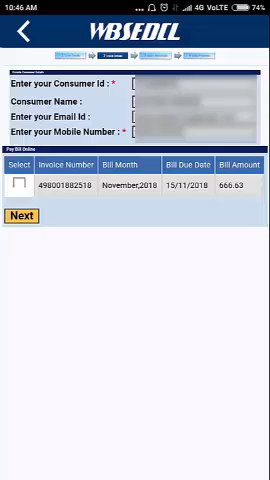 10:46 AM ... 4G VoLTE 74%
WBSEDCL
Enter your Consumer Id : *
Consumer Name :
Enter your Email Id :
Enter your Mobile Number : *
Pay Bill Online
Select Invoice Number Bill Month Bill Due Date Bill Amount
498001882518 November,2018 15/11/2018 666.63
Next